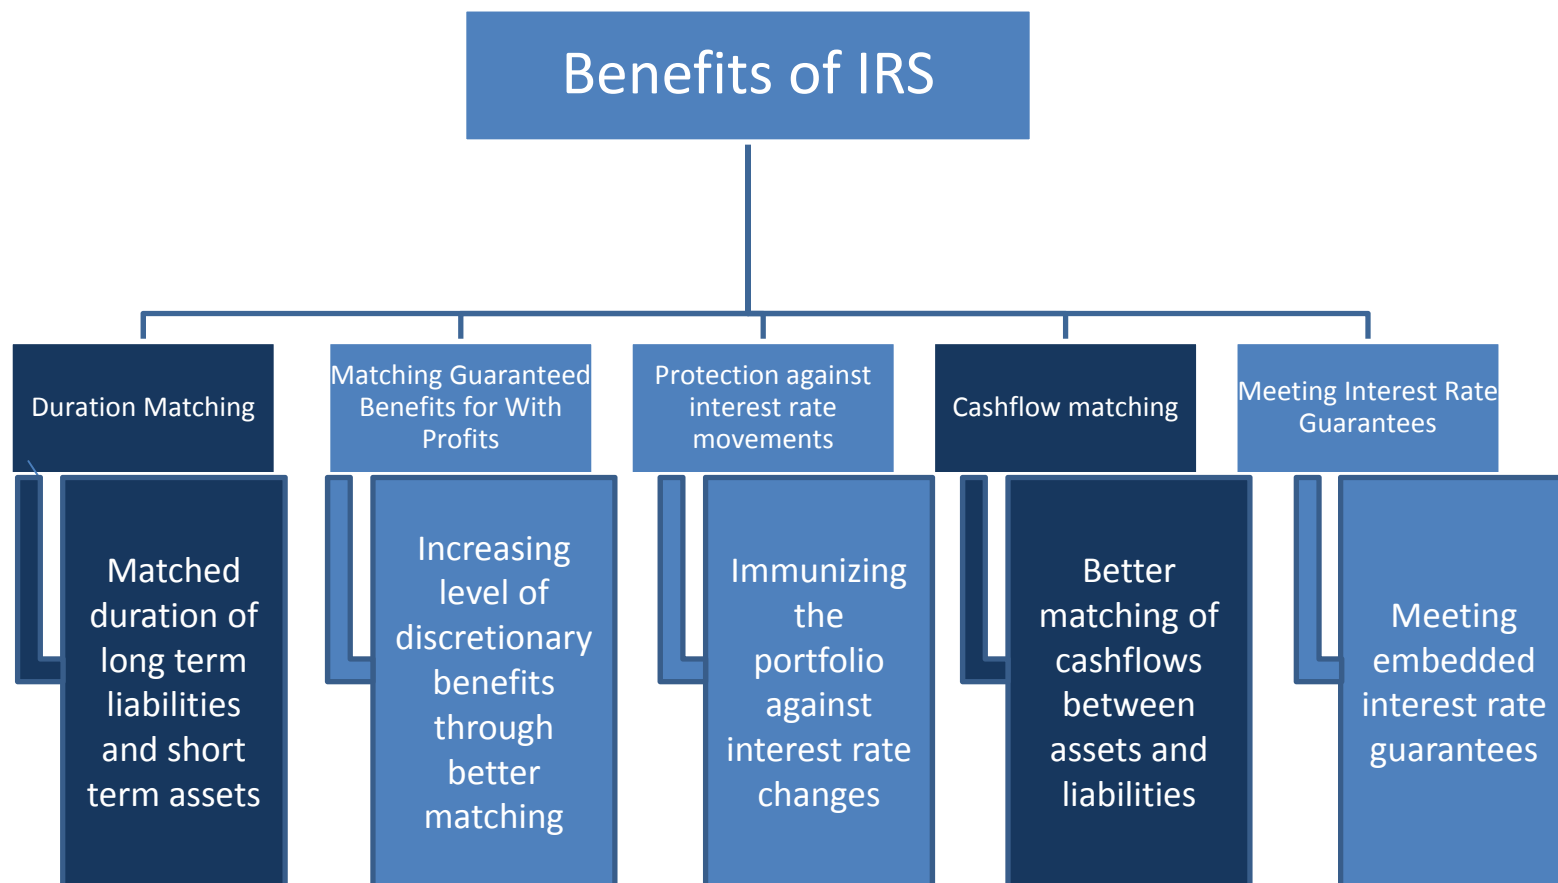 Benefits of IRS
Duration Matching
Matching Guaranteed
Benefits for With
Profits
Protection against
interest rate
movements
Cashflow matching
Meeting Interest Rate
Guarantees
Matched
duration of
long term
liabilities
and short
term assets
Increasing
level of
discretionary
benefits
through
better
matching
Immunizing
the
portfolio
against
interest rate
changes
Better
matching of
cashflows
between
assets and
liabilities
Meeting
embedded
interest rate
guarantees